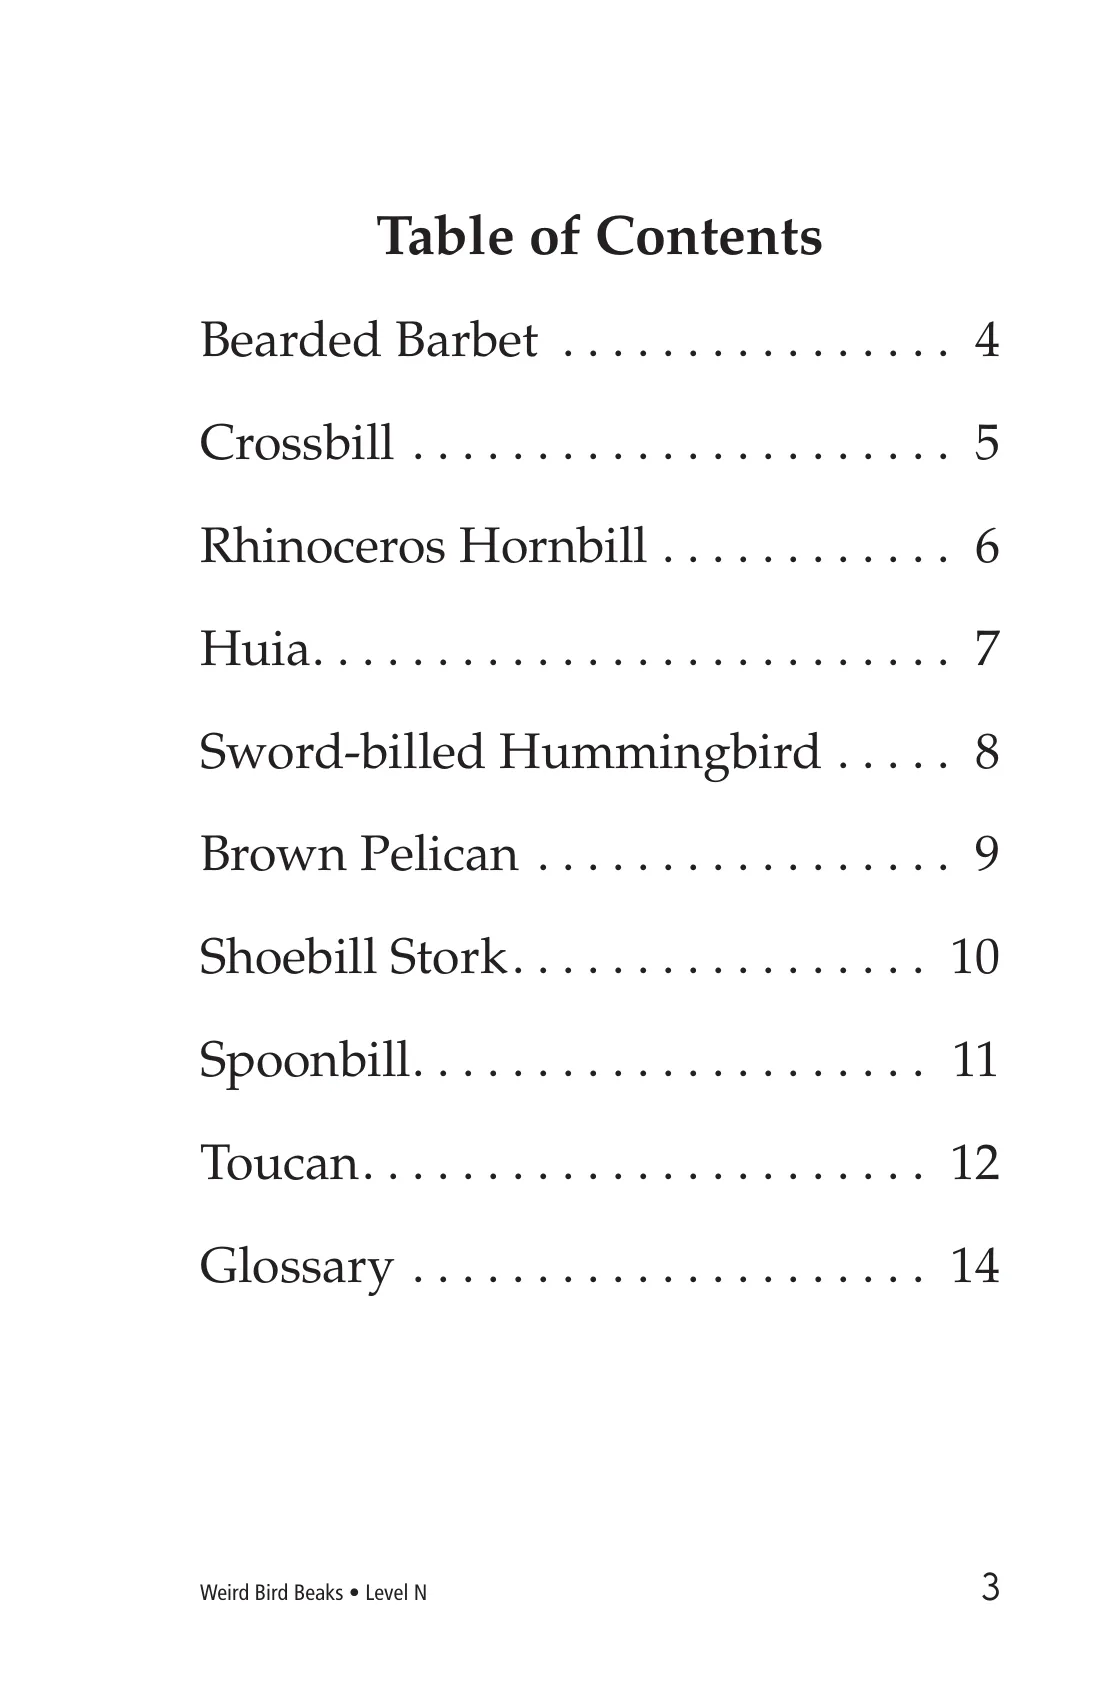 Table of Contents
Bearded Barbet . . . . . . . . . . . . . . . . 4
Crossbill . . . . . . . . . . . . . . . . . . . . . . 5
Rhinoceros Hornbill . . . . . . . . . . . . 6
Huia. . . . . . . . . . . . . . . . . . . . . . . . . . 7
Sword-billed Hummingbird . . . . . 8
Brown Pelican . . . . . . . . . . . . . . . . . 9
Shoebill Stork. . . . . . . . . . . . . . . . . 10
Spoonbill. . . . . . . . . . . . . . . . . . . . . 11
Toucan. . . . . . . . . . . . . . . . . . . . . . . 12
Glossary . . . . . . . . . . . . . . . . . . . . . 14
Weird Bird Beaks • Level N 3